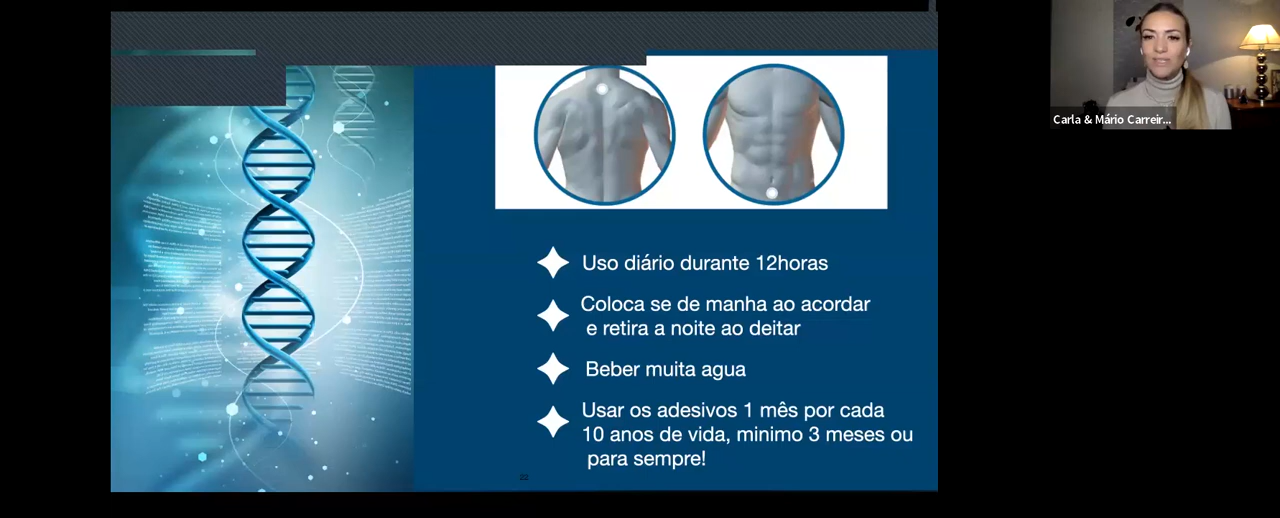 Carla & Mário Carreir...
Uso diário durante 12horas
Coloca se de manha ao acordar
e retira a noite ao deitar
Beber muita agua
Usar os adesivos 1 mês por cada
10 anos de vida, minimo 3 meses ou
para sempre!
22